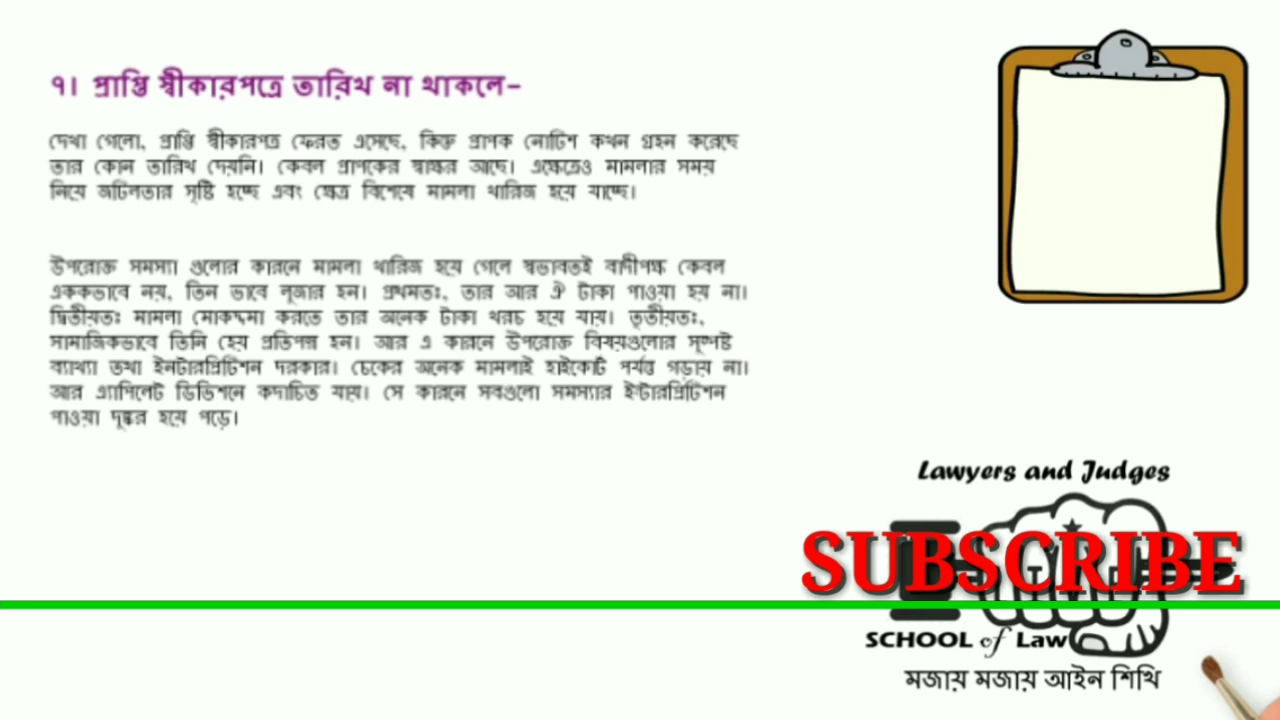 ৭। প্রাপ্তি স্বীকারপত্রে তারিখ না থাকলে-
দেখা গেলো, প্রাপ্তি স্বীকারপত্র ফেরত এসেছে, কিন্তু প্রাপক নোটিশ কখন গ্রহন করেছে
তার কোন তারিখ দেয়নি। কেবল প্রাপকের স্বাক্ষর আছে। এক্ষেত্রেও মামলার সময়
নিয়ে জটিলতার সৃষ্টি হচ্ছে এবং ক্ষেত্র বিশেষে মামলা খারিজ হয়ে যাচ্ছে।
উপরোক্ত সমস্যা গুলোর কারনে মামলা খারিজ হয়ে গেলে স্বভাবতই বাদীপক্ষ কেবল
এককভাবে নয়, তিন ভাবে লূজার হন। প্রথমতঃ, তার আর ঐ টাকা পাওয়া হয় না।
দ্বিতীয়তঃ মামলা মোকদ্দমা করতে তার অনেক টাকা খরচ হয়ে যায়। তৃতীয়তঃ,
সামাজিকভাবে তিনি হেয় প্রতিপন্ন হন। আর এ কারনে উপরোক্ত বিষয়গুলোর সুষ্পষ্ট
ব্যাখ্যা তথা ইনটারপ্রিটিশন দরকার। চেকের অনেক মামলাই হাইকোর্ট পর্যন্ত গড়ায় না।
আর এ্যাপিলেট ডিভিশনে কদাচিত যায়। সে কারনে সবগুলো সমস্যার ইন্টারপ্রিটিশন
পাওয়া দূষ্কর হয়ে পড়ে।
Lawyers and Judges
SUBSCRIBE
SCHOOL of Law
মজায় মজায় আইন শিখি